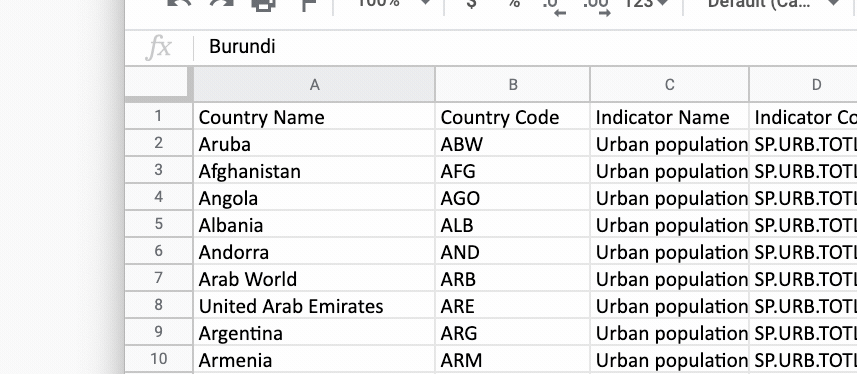 100% $ % .0 .00 123 Default (Ca...
fx Burundi
A B C D
1 Country Name Country Code Indicator Name Indicator Co
2 Aruba ABW Urban population SP.URB.TOTL
3 Afghanistan AFG Urban population SP.URB.TOTL
4 Angola AGO Urban population SP.URB.TOTL
5 Albania ALB Urban population SP.URB.TOTL
6 Andorra AND Urban population SP.URB.TOTL
7 Arab World ARB Urban population SP.URB.TOTL
8 United Arab Emirates ARE Urban population SP.URB.TOTL
9 Argentina ARG Urban population SP.URB.TOTL
10 Armenia ARM Urban population SP.URB.TOTL